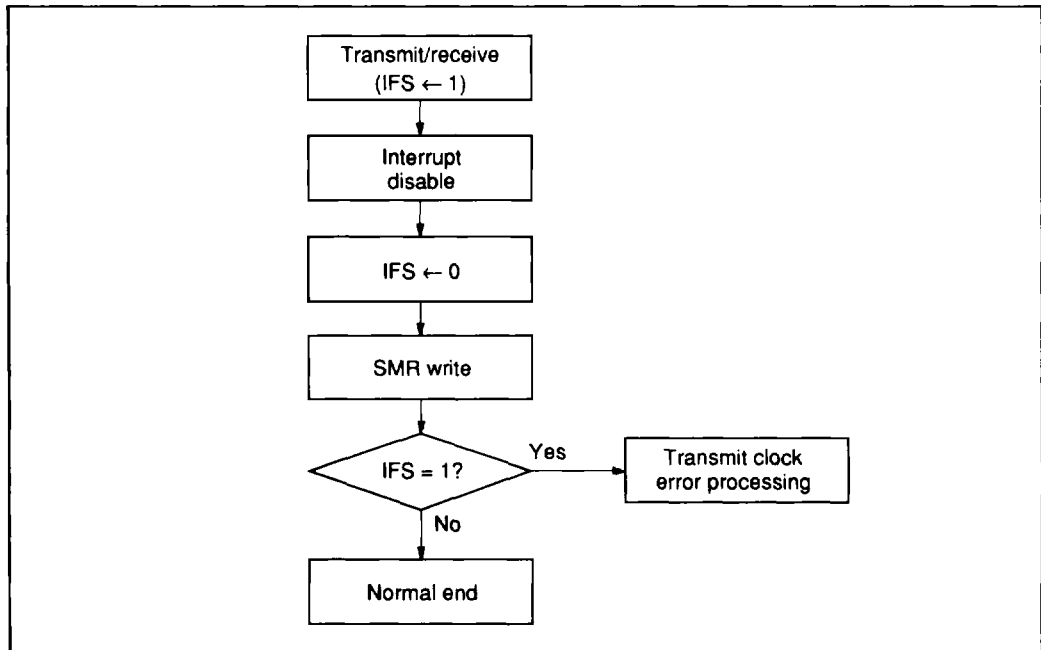 Transmit/receive
(IFS ← 1)
Interrupt
disable
IFS ← 0
SMR write
IFS = 1?
Yes
Transmit clock
error processing
No
Normal end